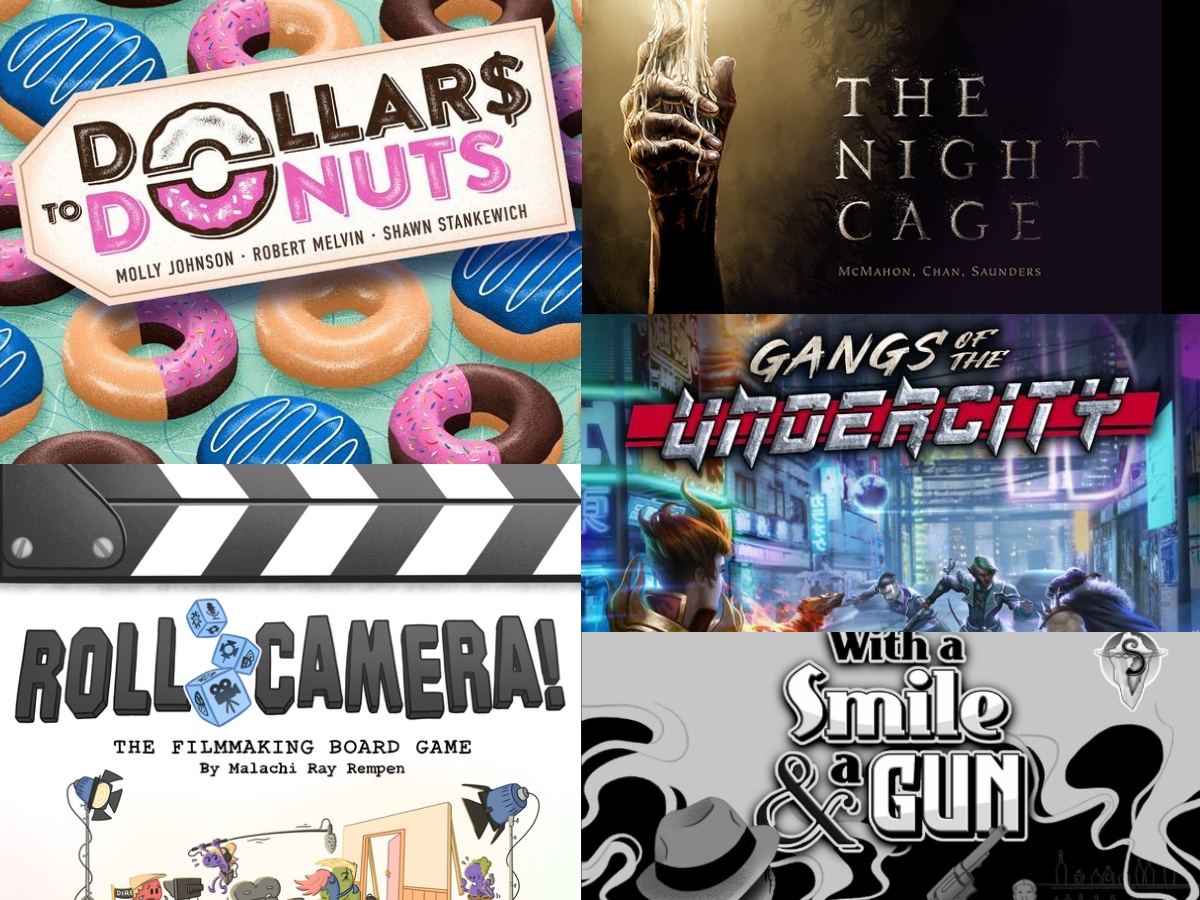 DOLLAR$
TO DONUTS
MOLLY JOHNSON · ROBERT MELVIN · SHAWN STANKEWICH
THE
NIGHT
CAGE
McMahon, Chan, Saunders
GANGS OF THE
UNDERCITY
ROLL CAMERA!
THE FILMMAKING BOARD GAME
By Malachi Ray Rempen
DIRE
With a
Smile
& a GUN
S